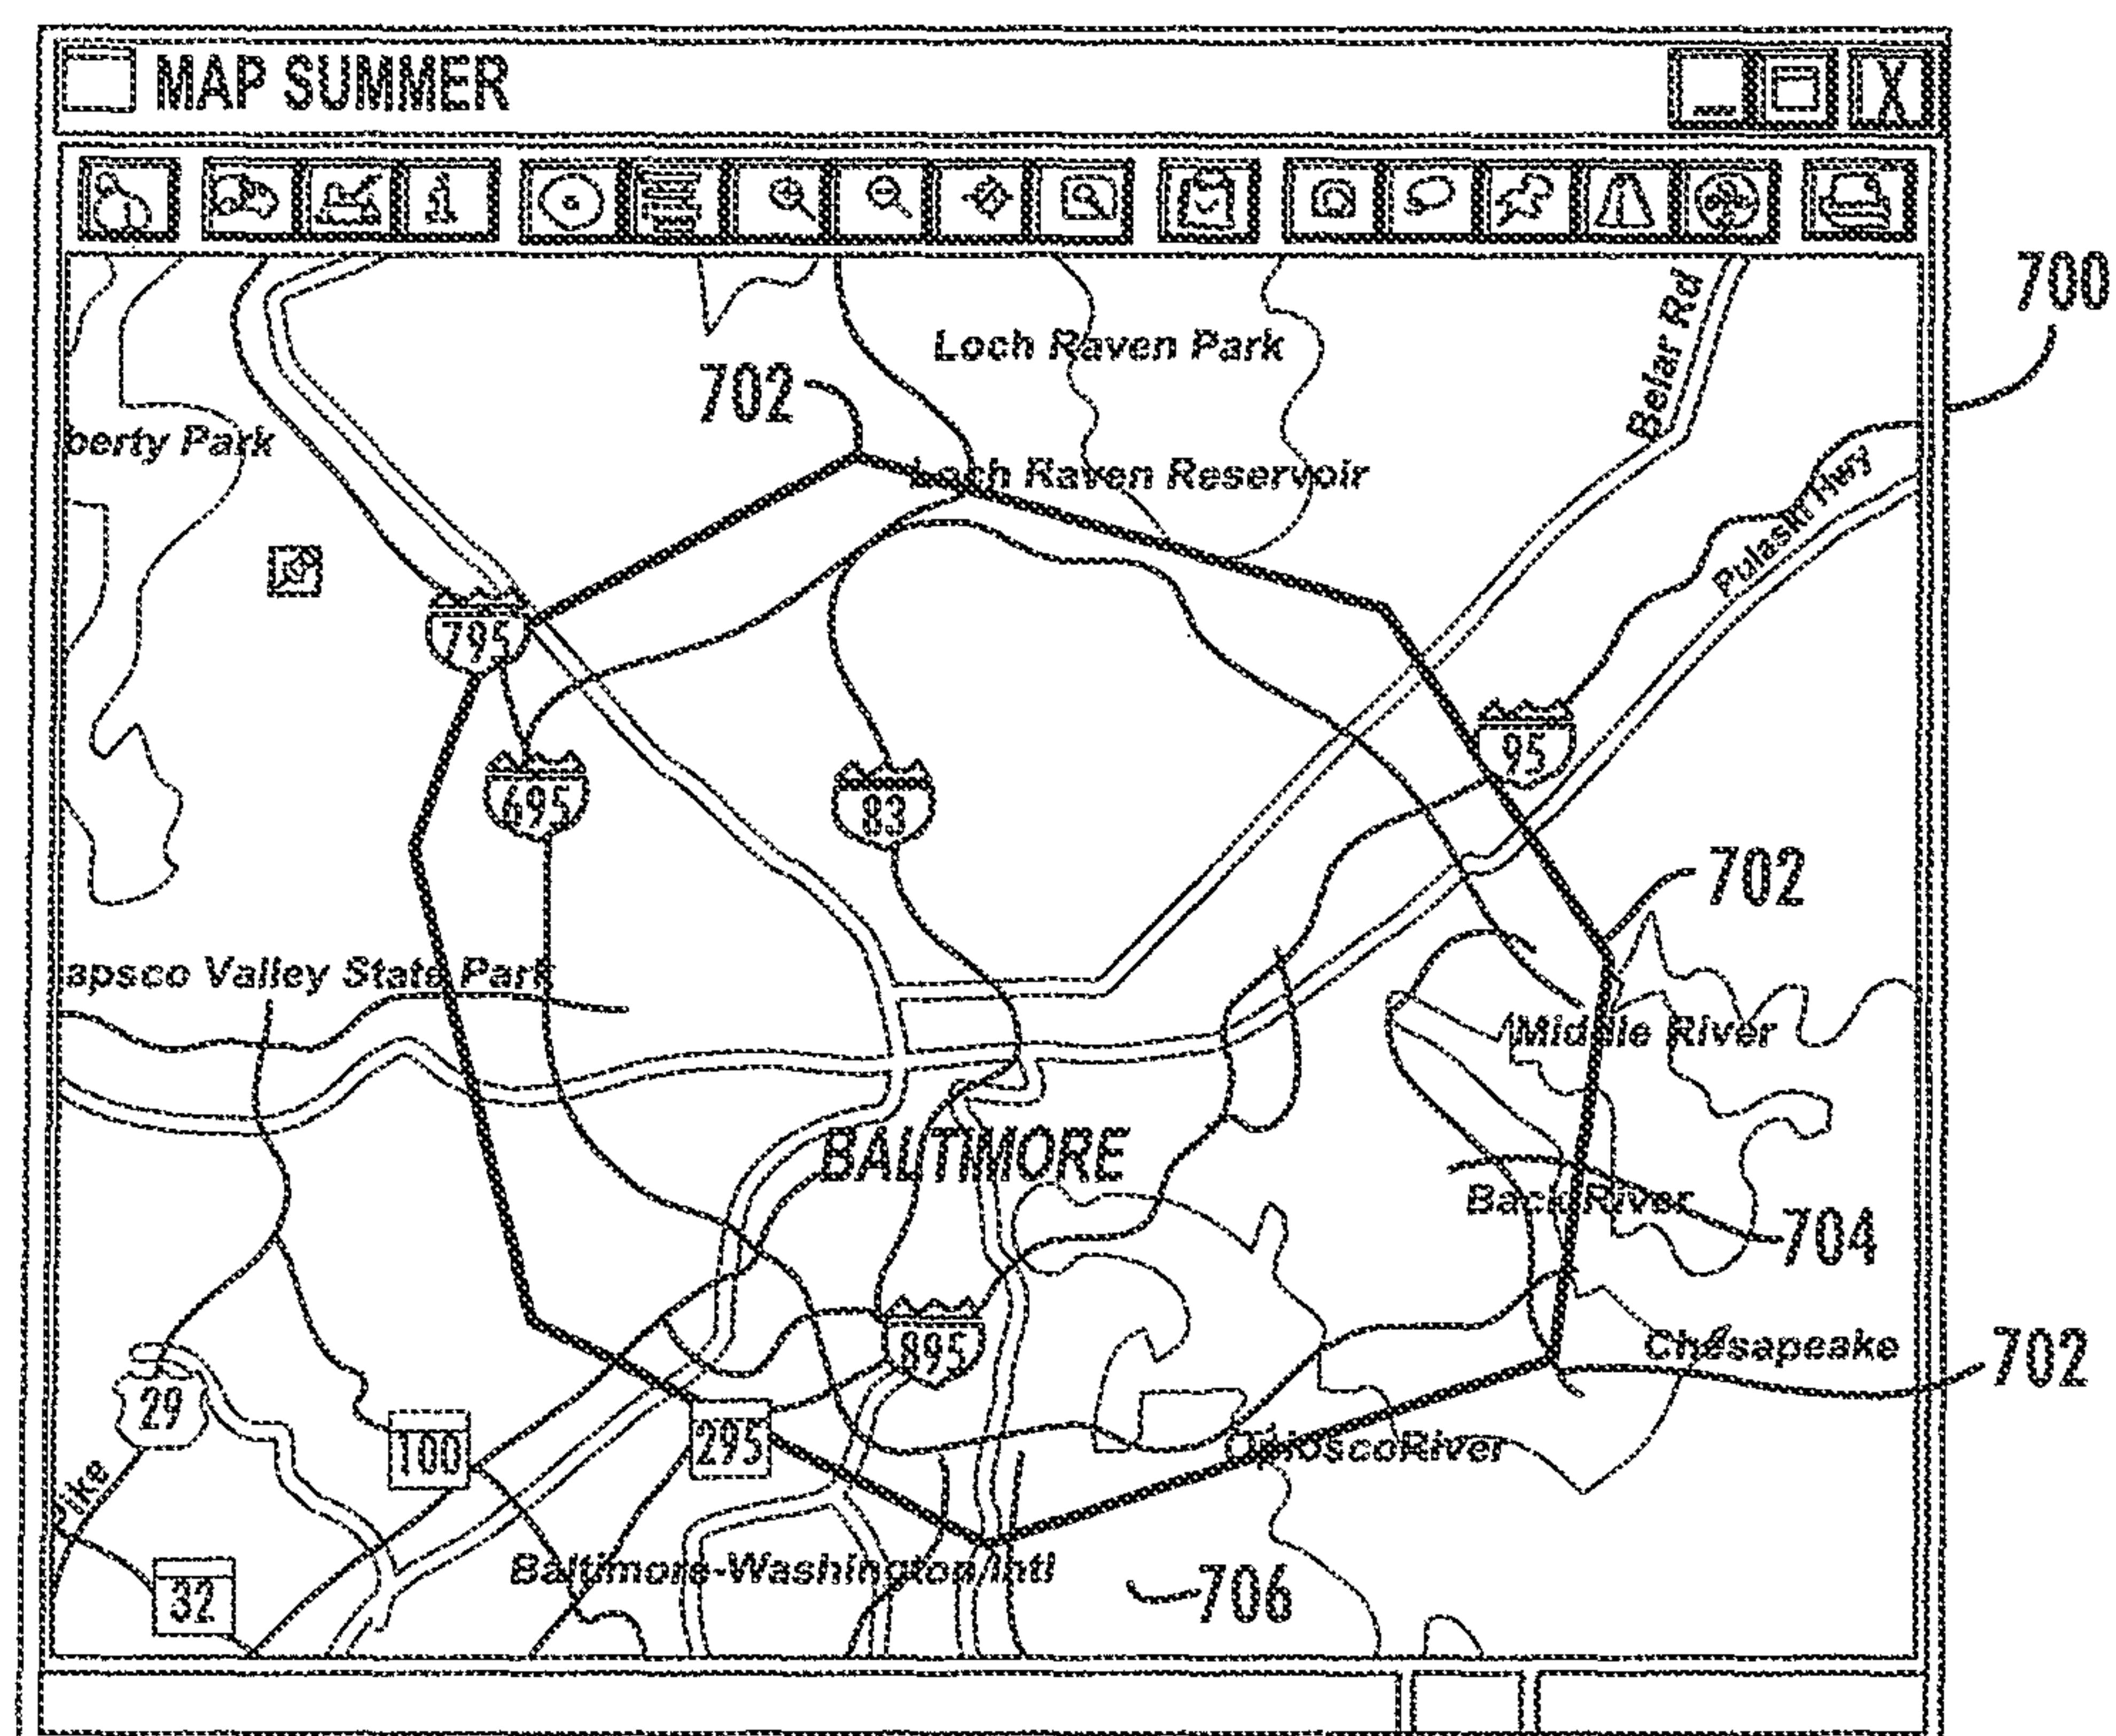 MAP SUMMER
X
700
Loch Raven Park
Belar Rd
702
berty Park
Loch Raven Reservoir
Pulaski Hwy
795
95
695
83
702
apsco Valley State Park
Middle River
BALTIMORE
Back River
704
895
Chesapeake
702
29
100
295
River
Pike
Baltimore-Washington Intl
706
32